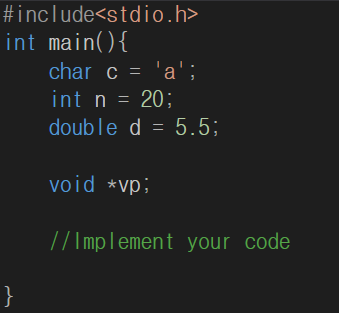 #include<stdio.h>
int main(){
    char c = 'a';
    int n = 20;
    double d = 5.5;

    void *vp;

    //Implement your code

}